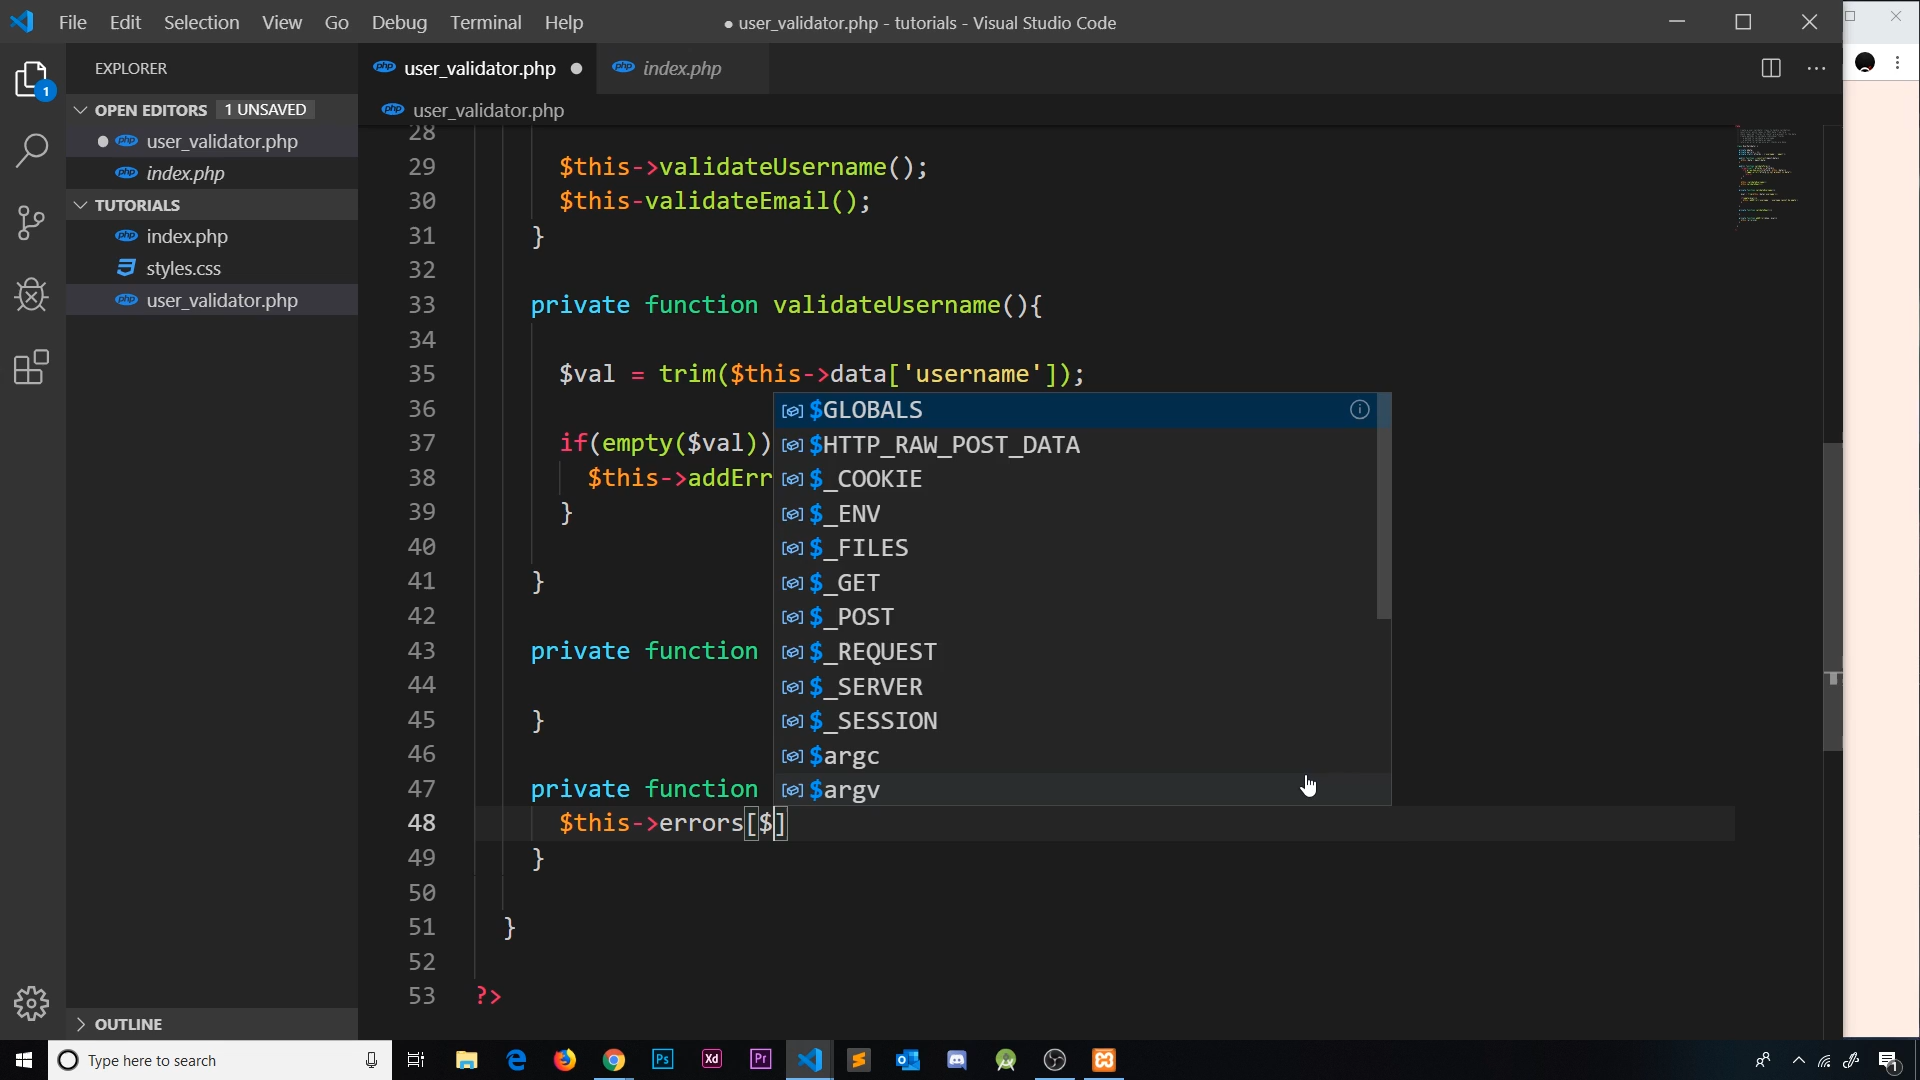 File Edit Selection View Go Debug Terminal Help
● user_validator.php - tutorials - Visual Studio Code
EXPLORER
OPEN EDITORS 1 UNSAVED
user_validator.php
index.php
TUTORIALS
index.php
styles.css
user_validator.php
OUTLINE
user_validator.php
index.php
user_validator.php
28
29 $this->validateUsername();
30 $this-validateEmail();
31 }
32
33 private function validateUsername(){
34
35 $val = trim($this->data['username']);
36
37 if(empty($val))
38 $this->addErr
39 }
40
41 }
42
43 private function
44
45 }
46
47 private function
48 $this->errors[$]
49 }
50
51 }
52
53 ?>
$GLOBALS
$HTTP_RAW_POST_DATA
$_COOKIE
$_ENV
$_FILES
$_GET
$_POST
$_REQUEST
$_SERVER
$_SESSION
$argc
$argv
1
Type here to search
Ps
Xd
Pr
1